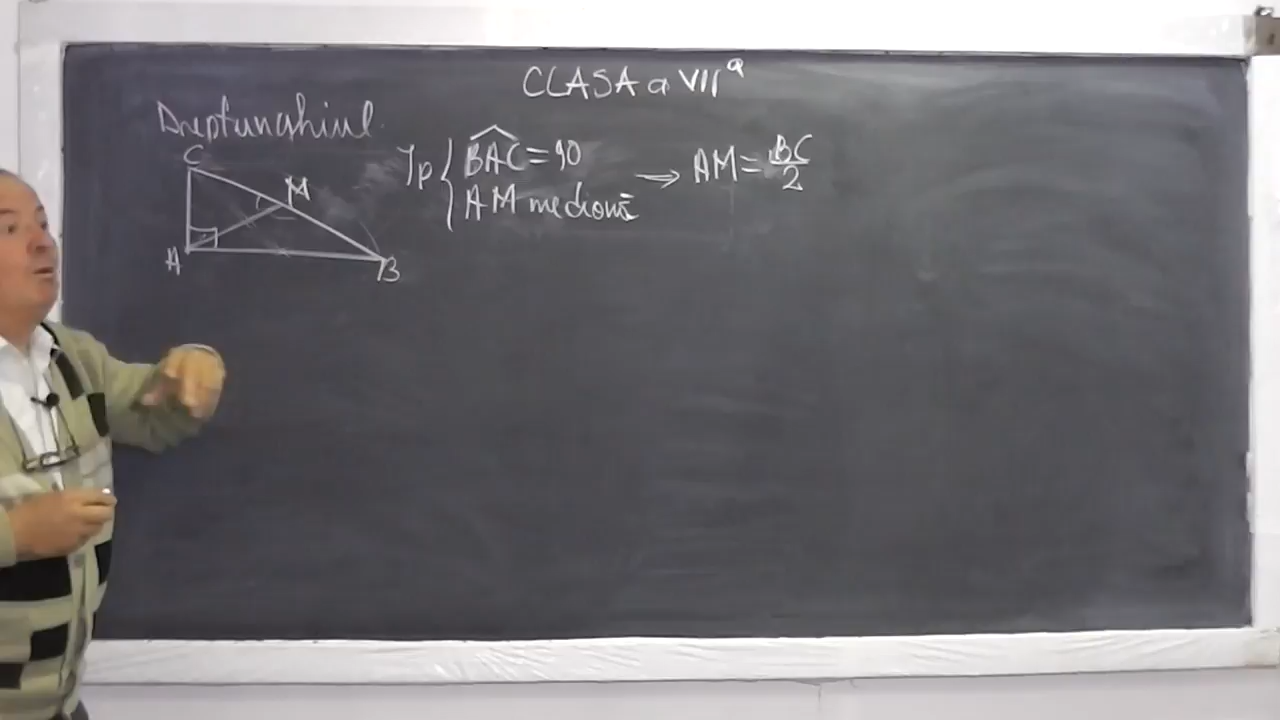 CLASA a VII ª
Dreptunghiul
C
M
A
B
Ip { BAC = 90
AM mediană
⇒ AM = BC/2